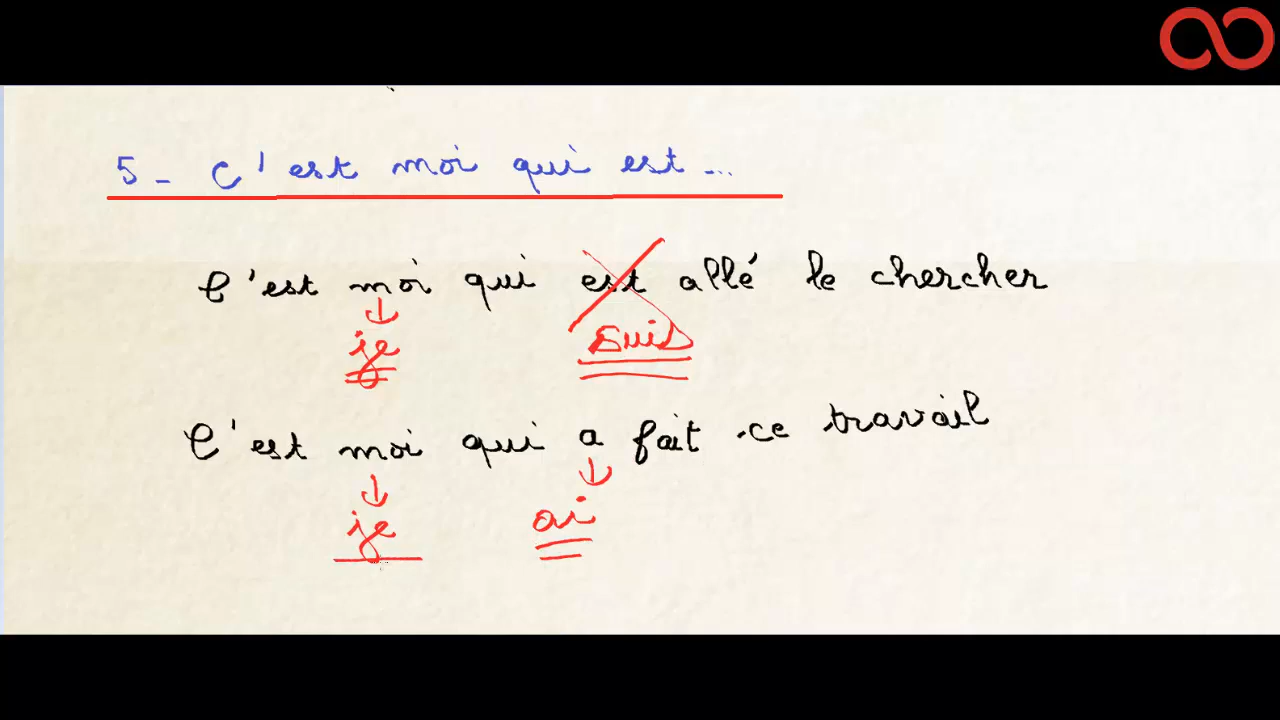 5- C'est moi qui est...
C'est moi qui est allé le chercher
je suis
C'est moi qui a fait ce travail
je ai